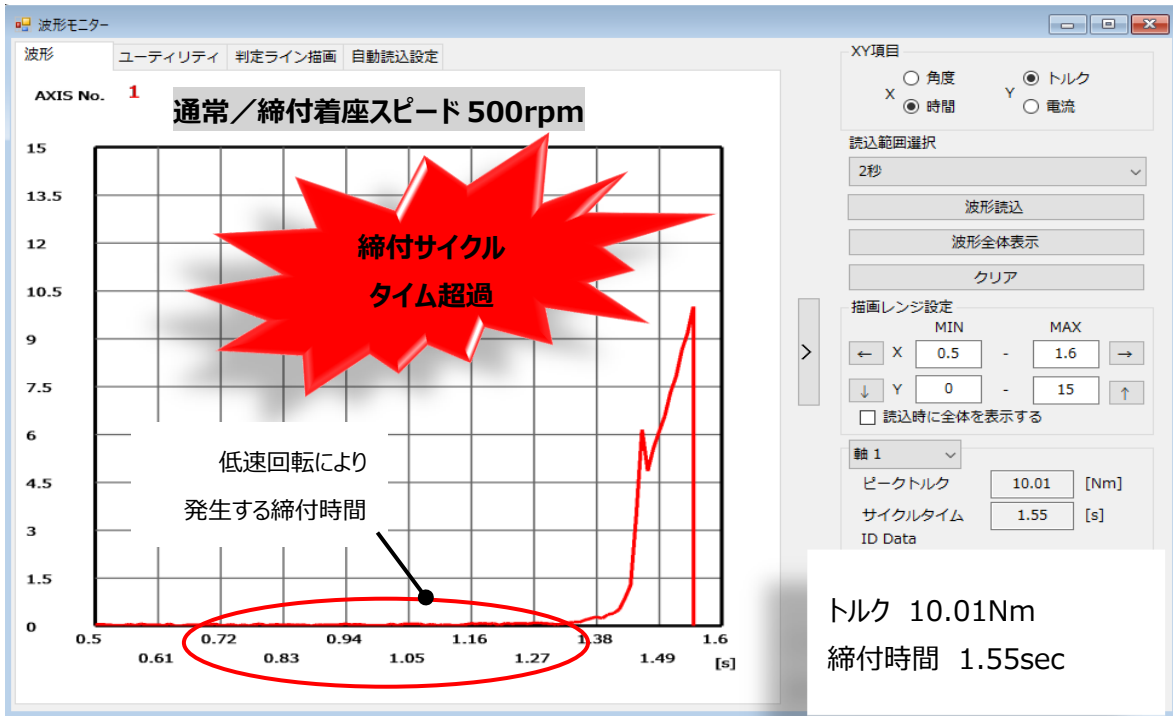 波形モニター
波形
ユーティリティ
判定ライン描画
自動読込設定
AXIS No. 1
通常／締付着座スピード 500rpm
15
13.5
12
10.5
9
7.5
6
4.5
3
1.5
0
締付サイクル
タイム超過
低速回転により
発生する締付時間
0.5
0.72
0.94
1.16
1.38
1.6
0.61
0.83
1.05
1.27
1.49
[s]
>
XY項目
X
角度
時間
Y
トルク
電流
読込範囲選択
2秒
波形読込
波形全体表示
クリア
描画レンジ設定
MIN MAX
← X 0.5 - 1.6 →
↓ Y 0 - 15 ↑
読込時に全体を表示する
軸 1
ピークトルク 10.01 [Nm]
サイクルタイム 1.55 [s]
ID Data
トルク 10.01Nm
締付時間 1.55sec